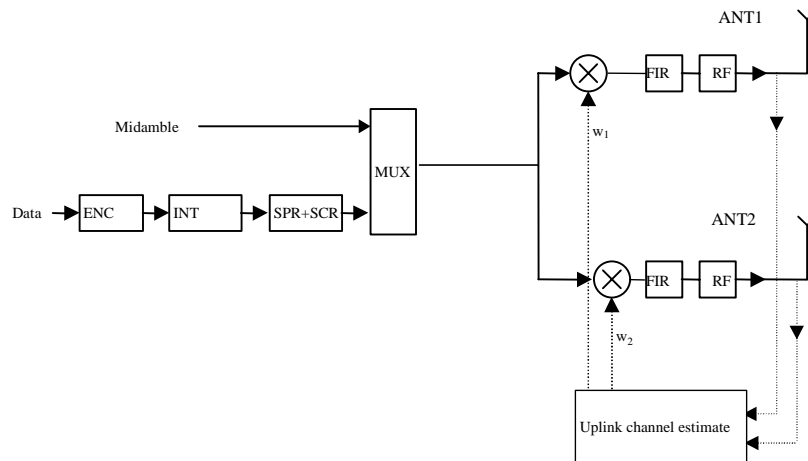 ANT1
FIR
RF
Midamble
w1
MUX
Data
ENC
INT
SPR+SCR
ANT2
FIR
RF
w2
Uplink channel estimate